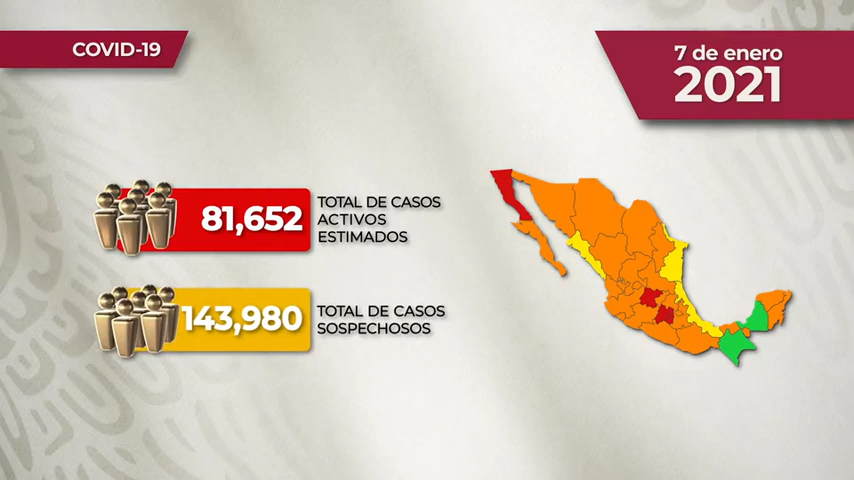 COVID-19
7 de enero
2021
81,652
TOTAL DE CASOS
ACTIVOS
ESTIMADOS
143,980
TOTAL DE CASOS
SOSPECHOSOS